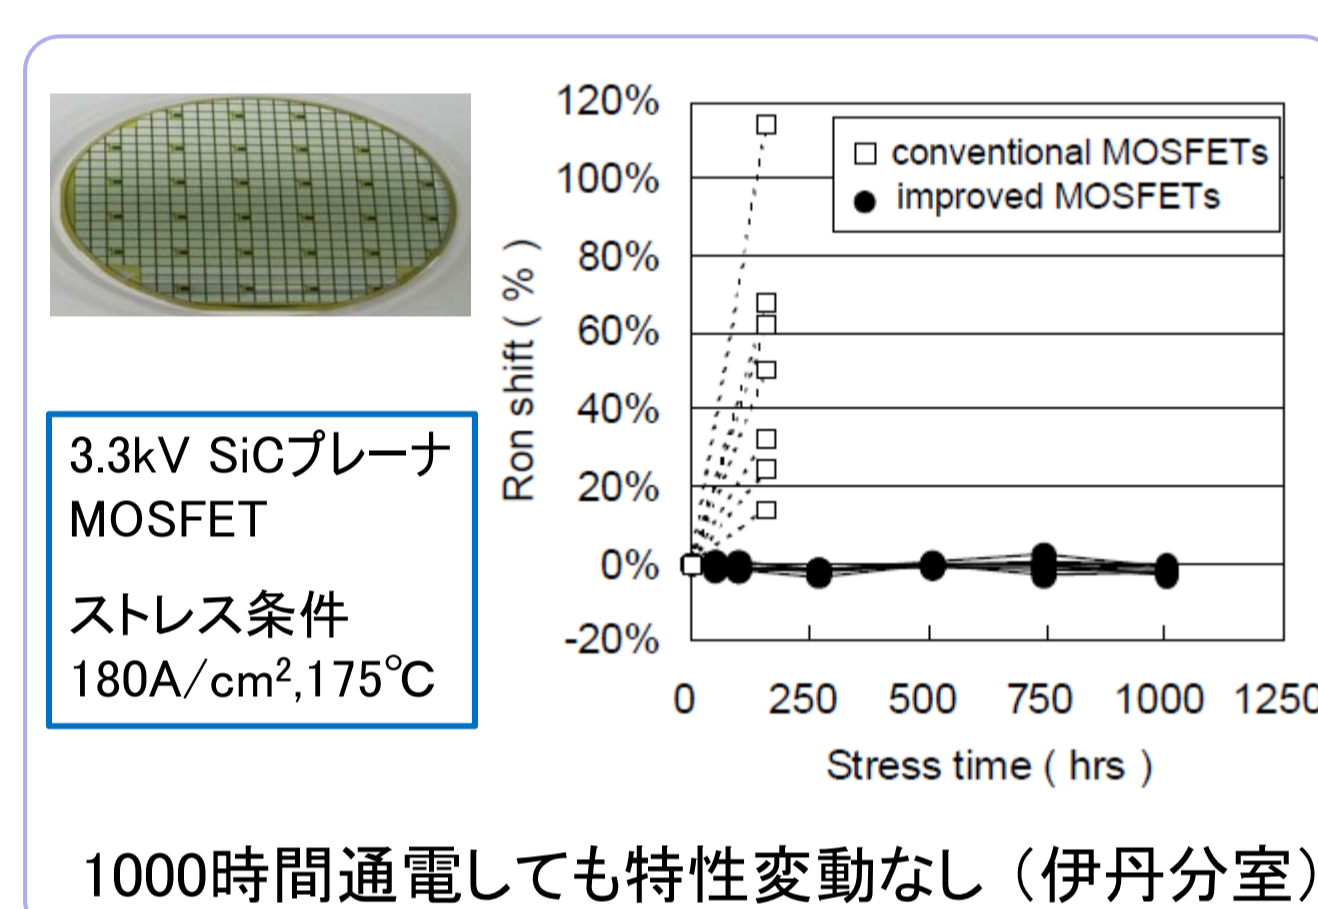 120%
100%
80%
60%
40%
20%
0%
-20%
Ron shift ( % )
□ conventional MOSFETs
● improved MOSFETs
0 250 500 750 1000 1250
Stress time ( hrs )
3.3kV SiCプレーナ
MOSFET
ストレス条件
180A/cm²,175℃
1000時間通電しても特性変動なし（伊丹分室）